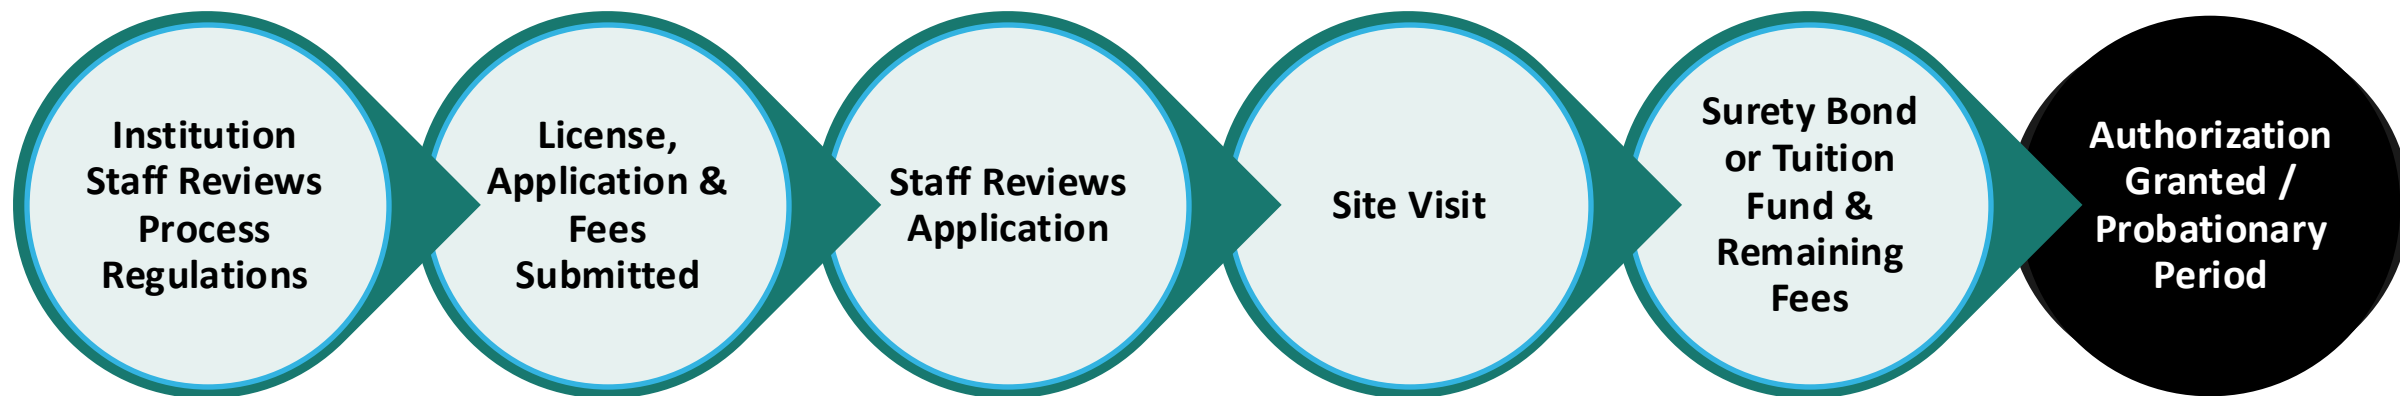 Institution
Staff Reviews
Process
Regulations
License,
Application &
Fees
Submitted
Staff Reviews
Application
Site Visit
Surety Bond
or Tuition
Fund &
Remaining
Fees
Authorization
Granted /
Probationary
Period